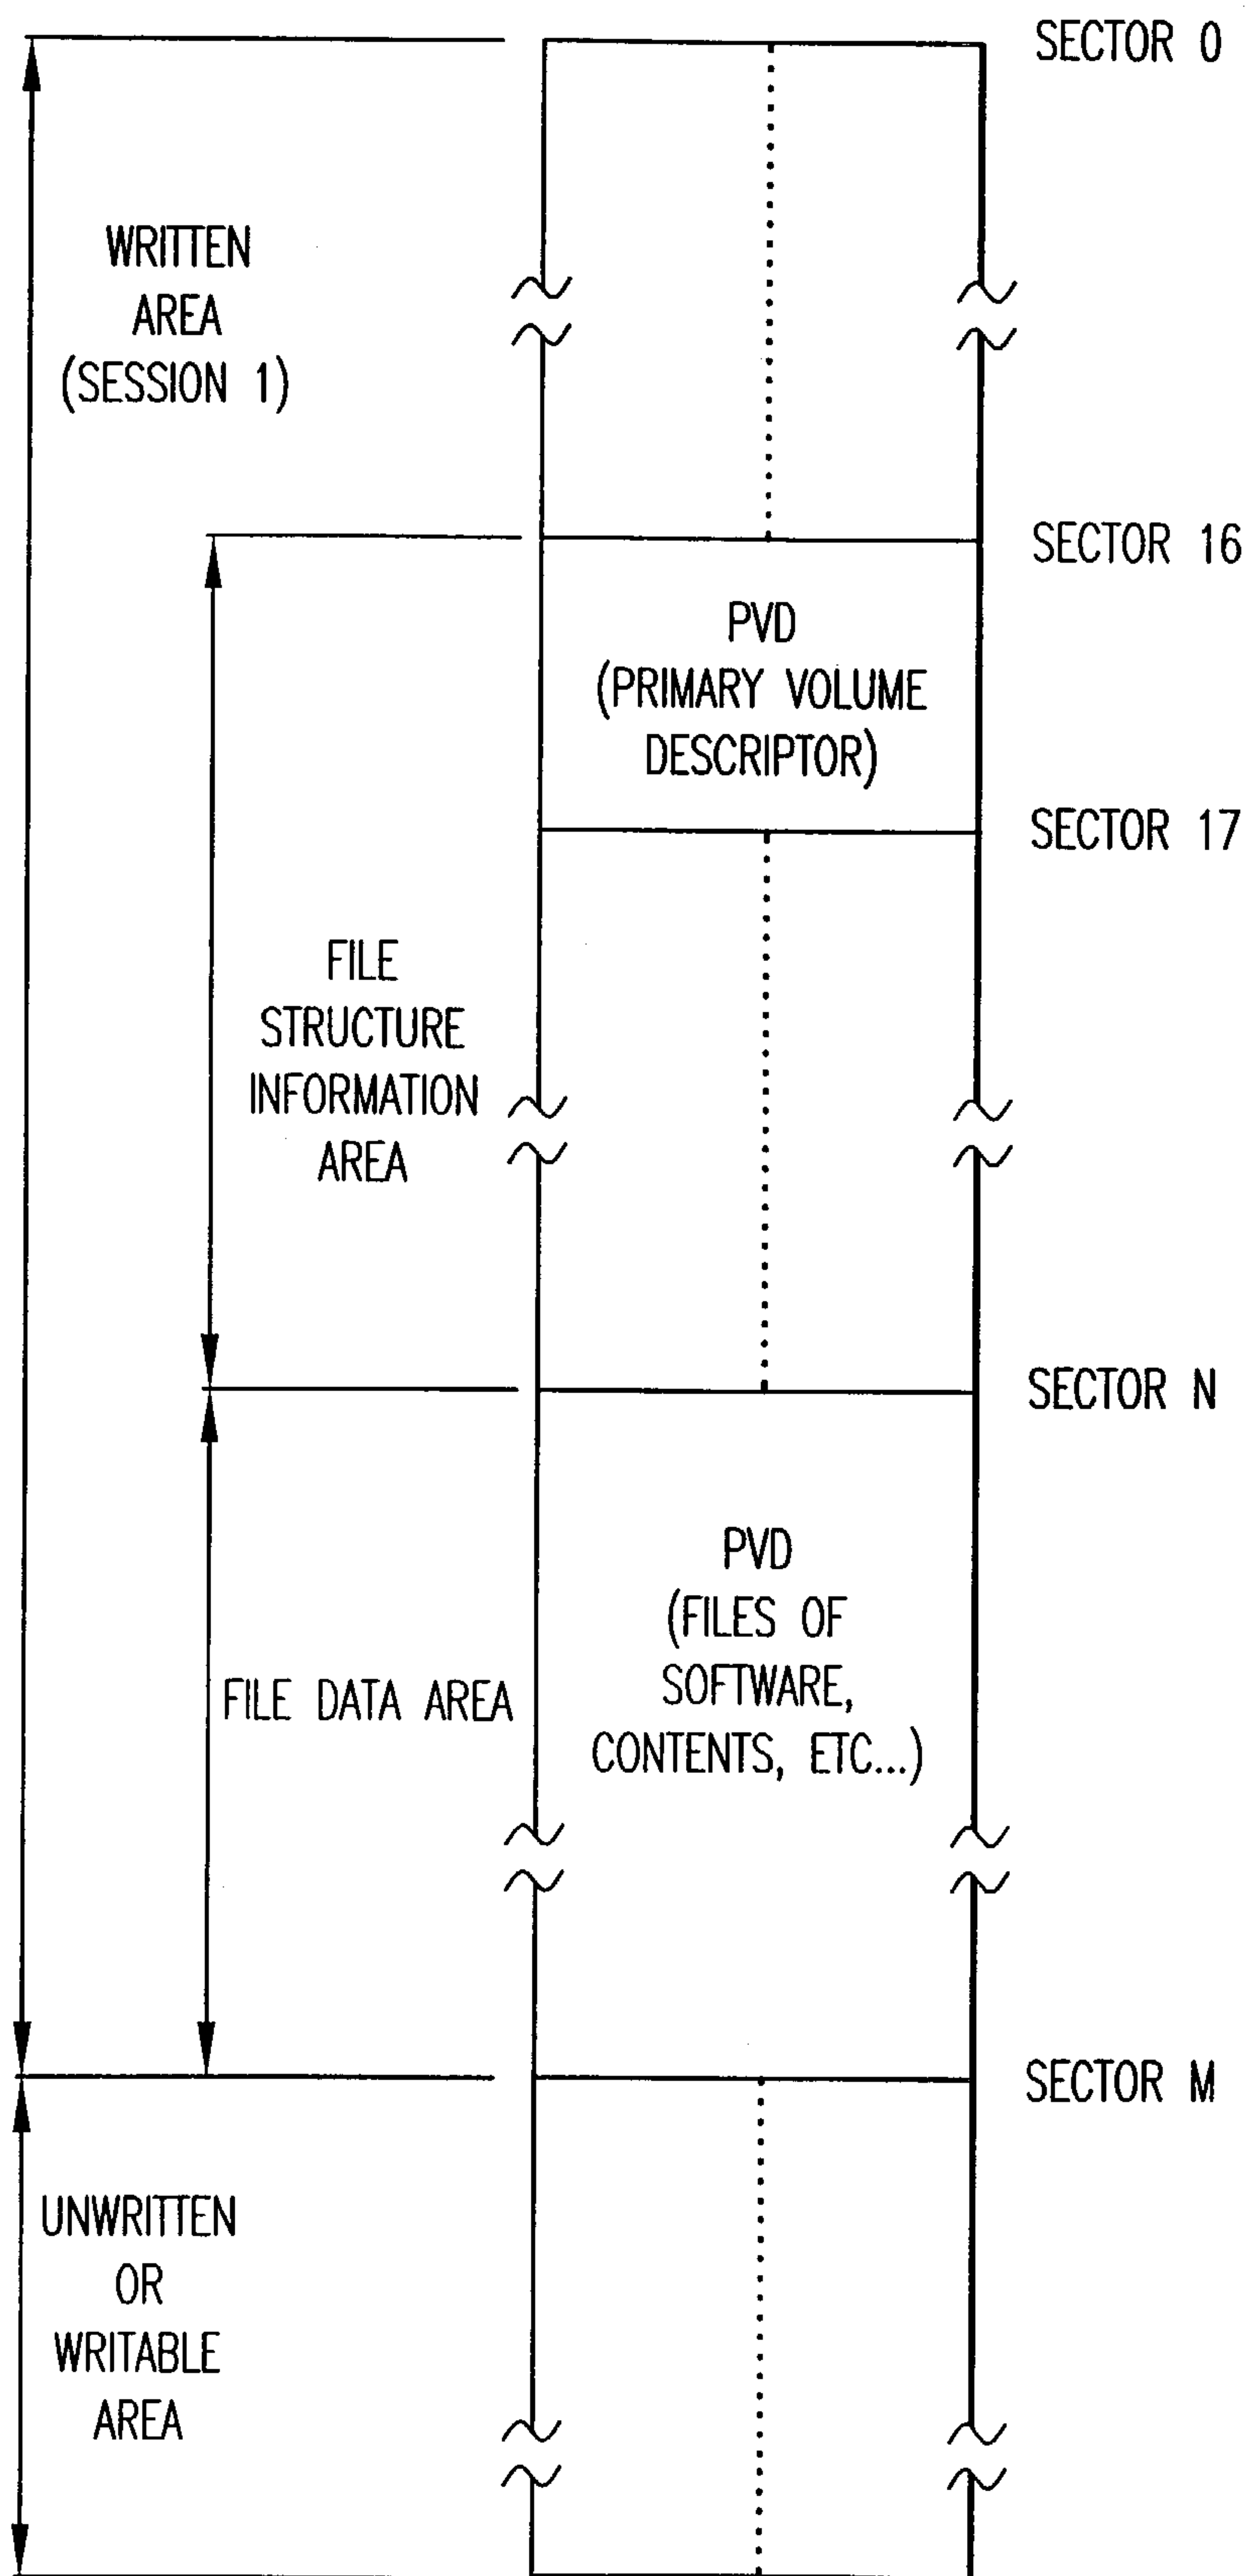 SECTOR 0
WRITTEN
AREA
(SESSION 1)
SECTOR 16
PVD
(PRIMARY VOLUME
DESCRIPTOR)
SECTOR 17
FILE
STRUCTURE
INFORMATION
AREA
SECTOR N
PVD
(FILES OF
SOFTWARE,
CONTENTS, ETC...)
FILE DATA AREA
SECTOR M
UNWRITTEN
OR
WRITABLE
AREA